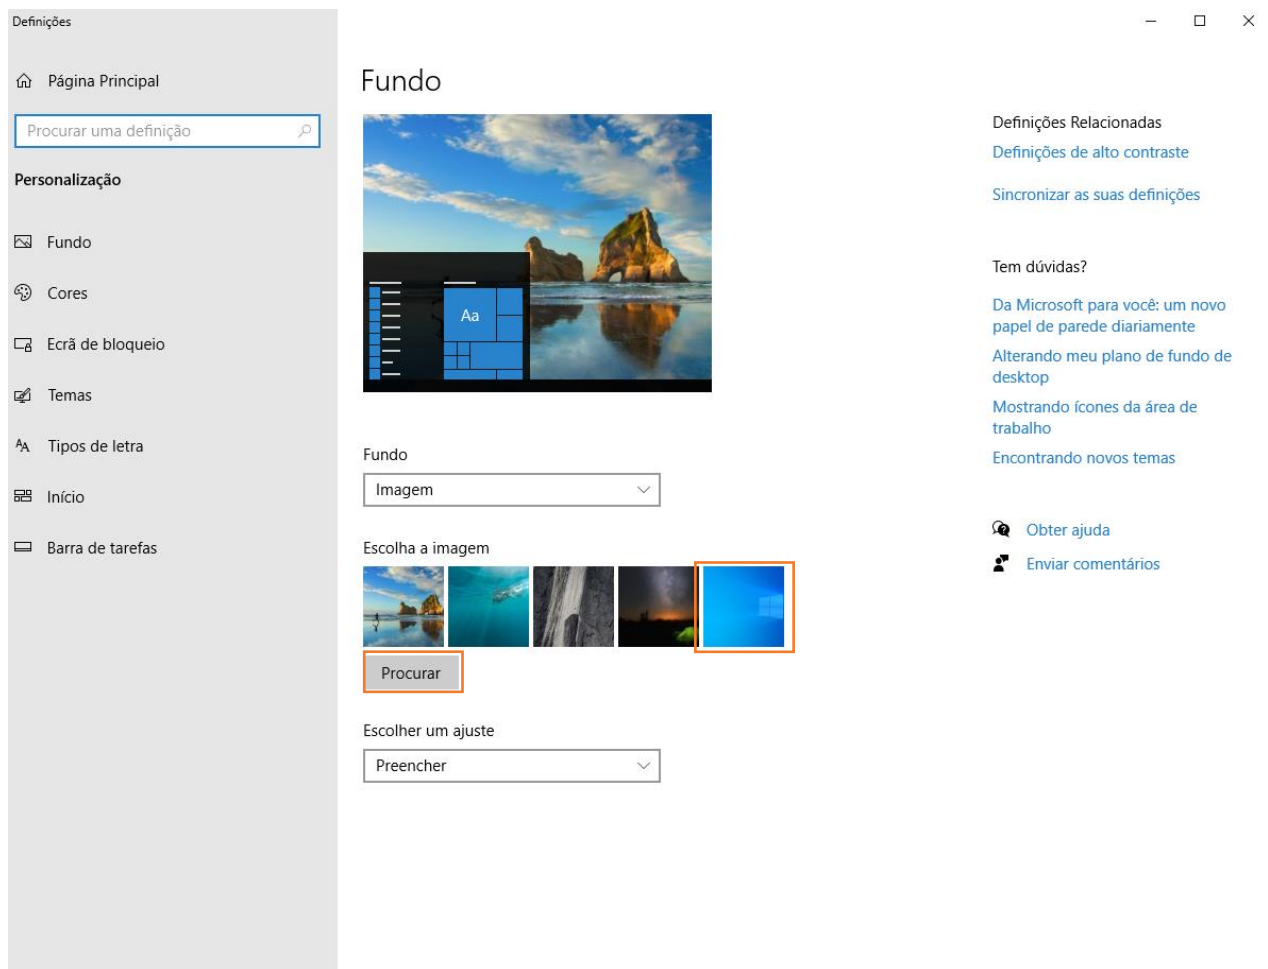 Definições
Página Principal
Procurar uma definição
Personalização
Fundo
Cores
Ecrã de bloqueio
Temas
Tipos de letra
Início
Barra de tarefas
Fundo
Aa
Fundo
Imagem
Escolha a imagem
Procurar
Escolher um ajuste
Preencher
Definições Relacionadas
Definições de alto contraste
Sincronizar as suas definições
Tem dúvidas?
Da Microsoft para você: um novo
papel de parede diariamente
Alterando meu plano de fundo de
desktop
Mostrando ícones da área de
trabalho
Encontrando novos temas
Obter ajuda
Enviar comentários